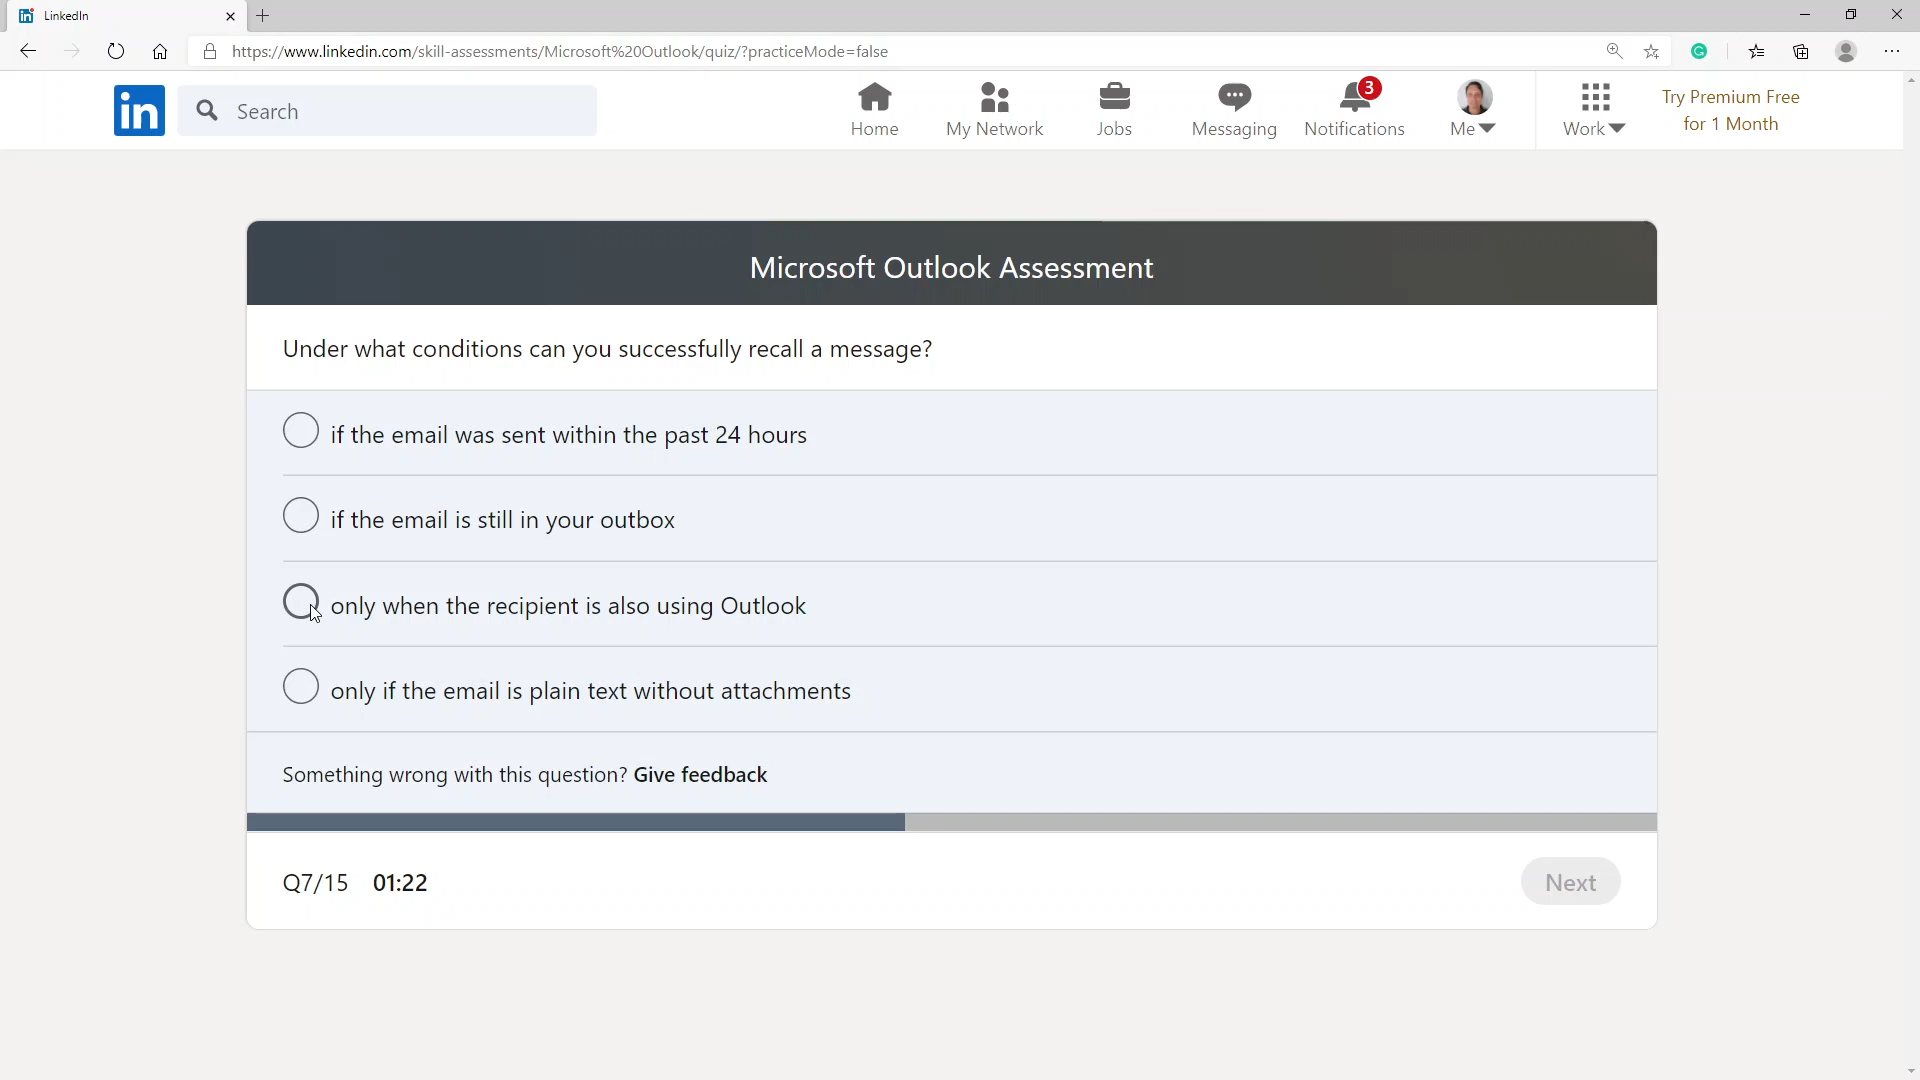 LinkedIn
https://www.linkedin.com/skill-assessments/Microsoft%20Outlook/quiz/?practiceMode=false
in
Search
Home
My Network
Jobs
Messaging
3
Notifications
Me
Work
Try Premium Free
for 1 Month
Microsoft Outlook Assessment
Under what conditions can you successfully recall a message?
if the email was sent within the past 24 hours
if the email is still in your outbox
only when the recipient is also using Outlook
only if the email is plain text without attachments
Something wrong with this question? Give feedback
Q7/15 01:22
Next